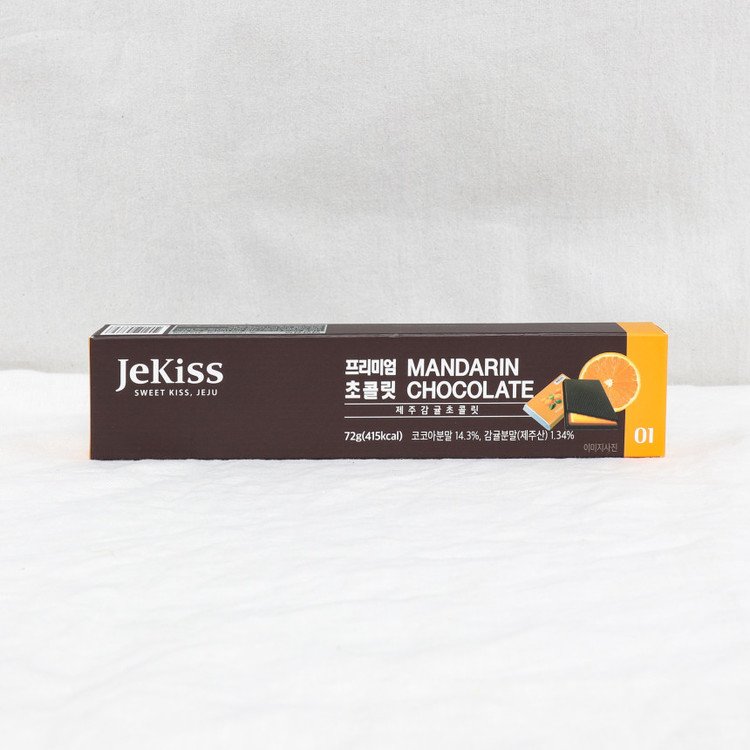 JeKiss
SWEET KISS, JEJU
프리미엄 MANDARIN
초콜릿 CHOCOLATE
제주감귤초콜릿
72g(415kcal) 코코아분말 14.3%, 감귤분말(제주산) 1.34%
이미지사진
01